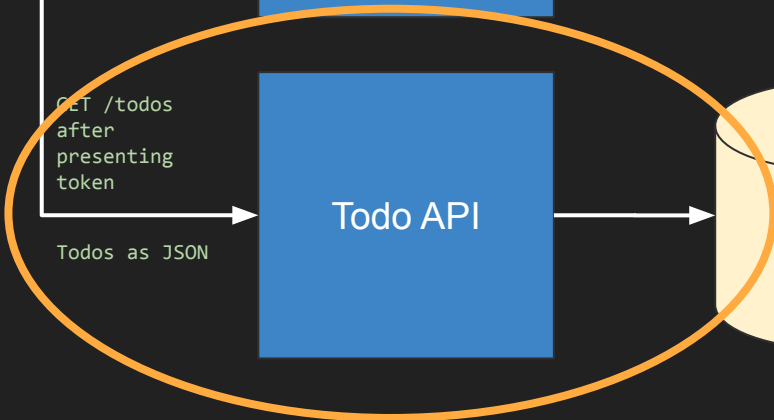 GET /todos
after
presenting
token
Todo API
Todos as JSON